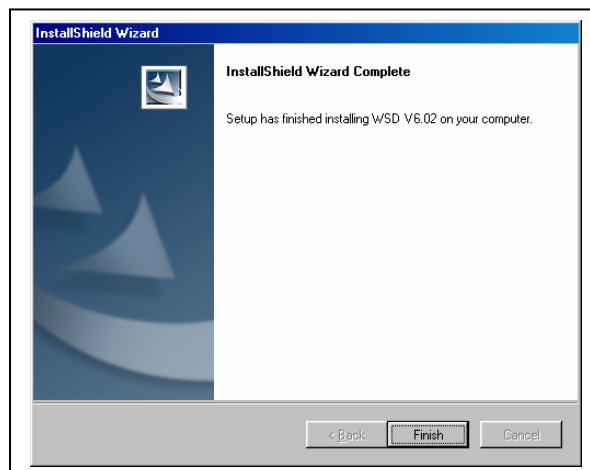 InstallShield Wizard
InstallShield Wizard Complete
Setup has finished installing WSD V6.02 on your computer.
< Back
Finish
Cancel